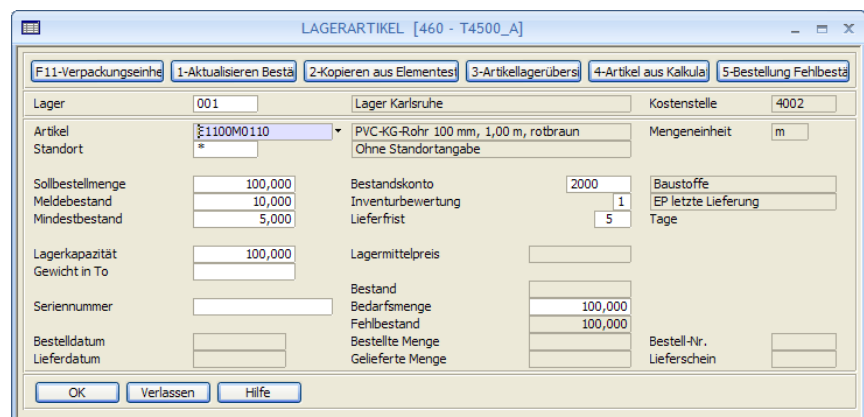 LAGERARTIKEL [460 - T4500_A]
F11-Verpackungseinhe 1-Aktualisieren Bestä 2-Kopieren aus Elementest 3-Artikellagerübersi 4-Artikel aus Kalkula 5-Bestellung Fehlbestä
Lager 001 Lager Karlsruhe Kostenstelle 4002
Artikel E1100M0110 PVC-KG-Rohr 100 mm, 1,00 m, rotbraun Mengeneinheit m
Standort * Ohne Standortangabe
Sollbestellmenge 100,000 Bestandskonto 2000 Baustoffe
Meldebestand 10,000 Inventurbewertung 1 EP letzte Lieferung
Mindestbestand 5,000 Lieferfrist 5 Tage
Lagerkapazität 100,000 Lagermittelpreis
Gewicht in To
Bestand
Seriennummer Bedarfsmenge 100,000
Fehlbestand 100,000
Bestelldatum Bestellte Menge Bestell-Nr.
Lieferdatum Gelieferte Menge Lieferschein
OK Verlassen Hilfe